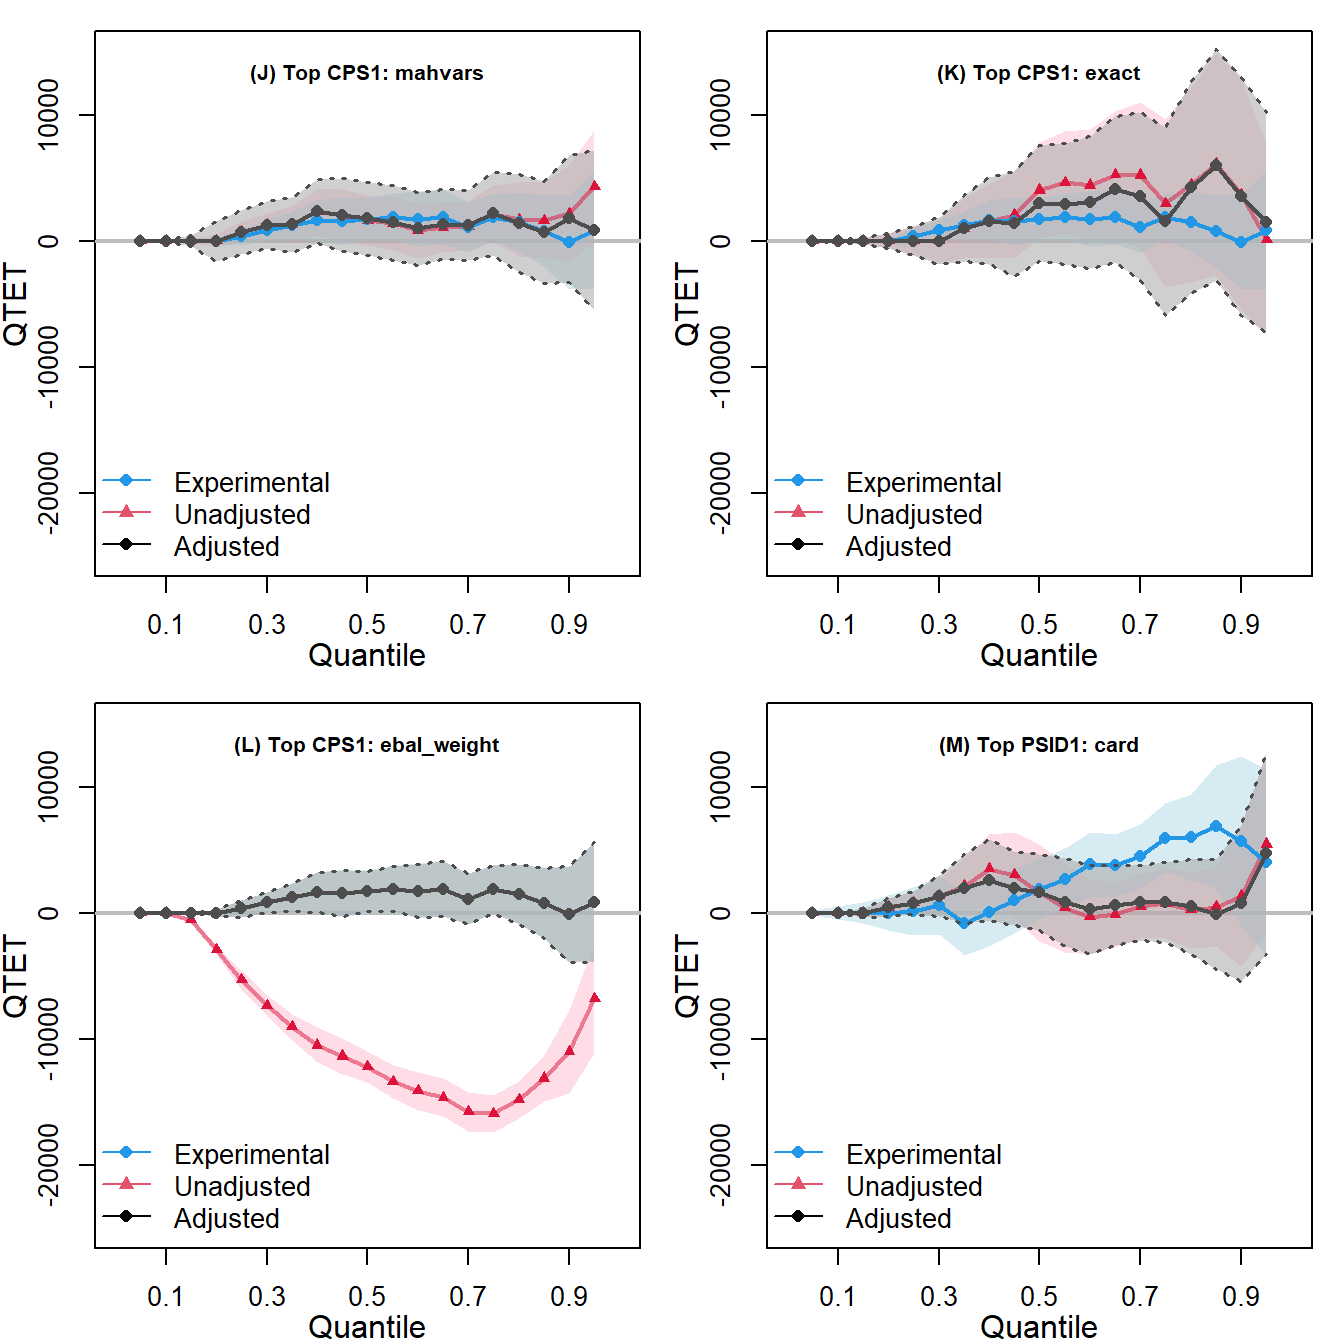 (J) Top CPS1: mahvars
QTET
10000
0
-10000
-20000
Experimental
Unadjusted
Adjusted
0.1 0.3 0.5 0.7 0.9
Quantile
(K) Top CPS1: exact
QTET
10000
0
-10000
-20000
Experimental
Unadjusted
Adjusted
0.1 0.3 0.5 0.7 0.9
Quantile
(L) Top CPS1: ebal_weight
QTET
10000
0
-10000
-20000
Experimental
Unadjusted
Adjusted
0.1 0.3 0.5 0.7 0.9
Quantile
(M) Top PSID1: card
QTET
10000
0
-10000
-20000
Experimental
Unadjusted
Adjusted
0.1 0.3 0.5 0.7 0.9
Quantile